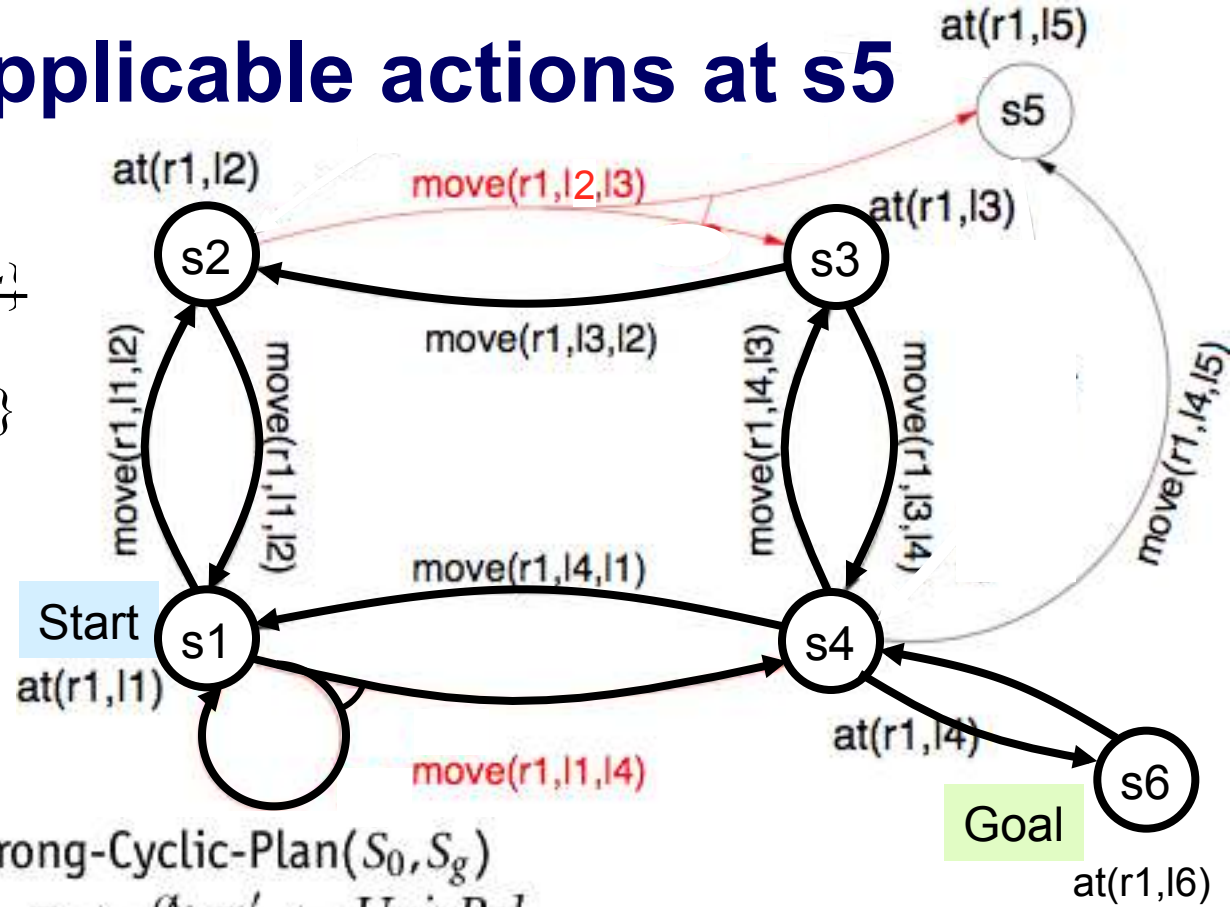 at(r1,l5)
pplicable actions at s5
s5
at(r1,l2)
move(r1,l2,l3)
at(r1,l3)
s2
s3
}
move(r1,l3,l2)
move(r1,l1,l2)
move(r1,l1,l2)
move(r1,l4,l3)
move(r1,l3,l4)
move(r1,l4,l5)
}
move(r1,l4,l1)
Start
s1
s4
at(r1,l1)
at(r1,l4)
move(r1,l1,l4)
s6
Goal
rong-Cyclic-Plan(S0, Sg)
at(r1,l6)